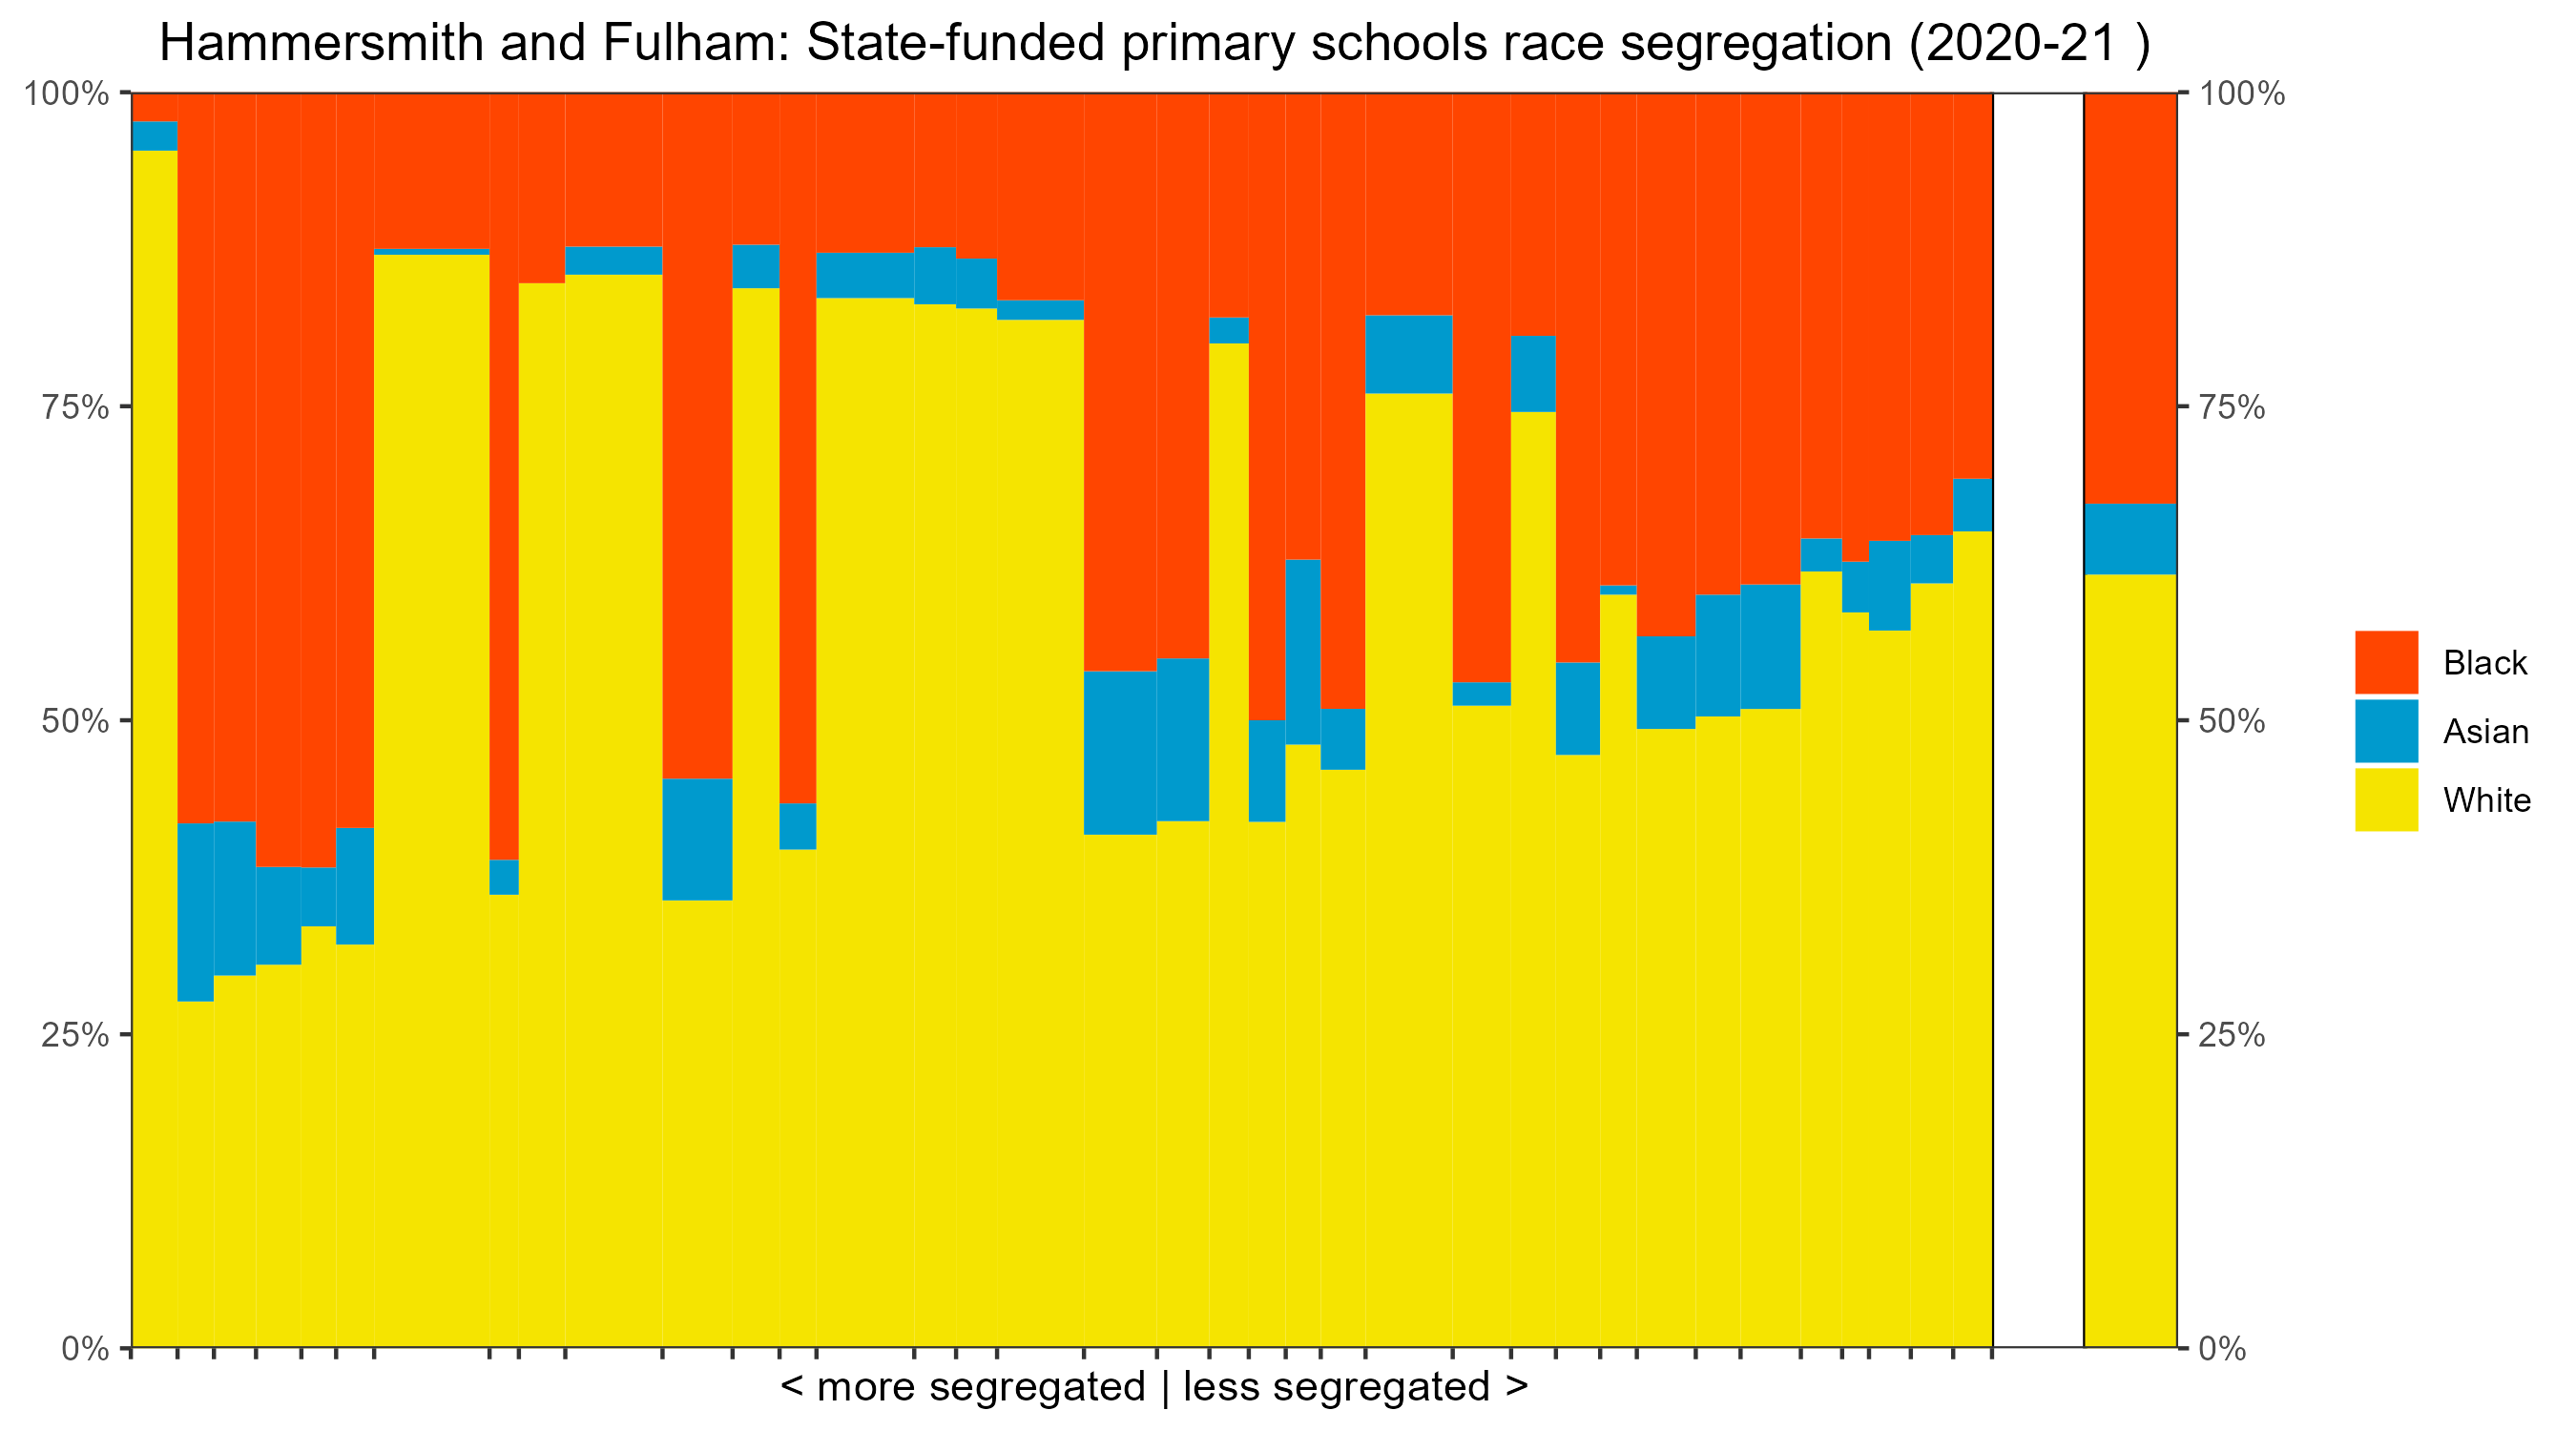 Hammersmith and Fulham: State-funded primary schools race segregation (2020-21 )
100%
75%
50%
25%
0%
100%
75%
50%
25%
0%
Black
Asian
White
< more segregated | less segregated >